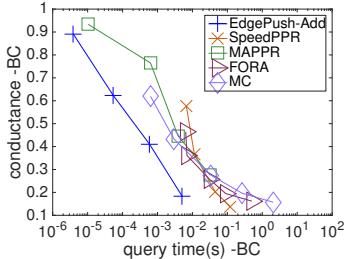 1
0.9
0.8
0.7
0.6
0.5
0.4
0.3
0.2
0.1
conductance -BC
EdgePush-Add
SpeedPPR
MAPPR
FORA
MC
10^-6 10^-5 10^-4 10^-3 10^-2 10^-1 10^0 10^1 10^2
query time(s) -BC